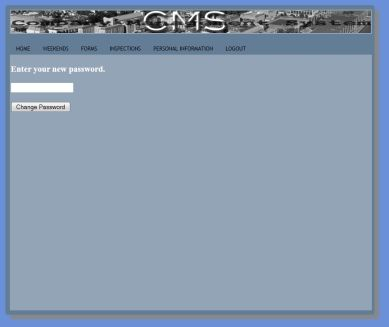 CMS
HOME WEEKENDS FORMS INSPECTIONS PERSONAL INFORMATION LOGOUT
Enter your new password.
Change Password